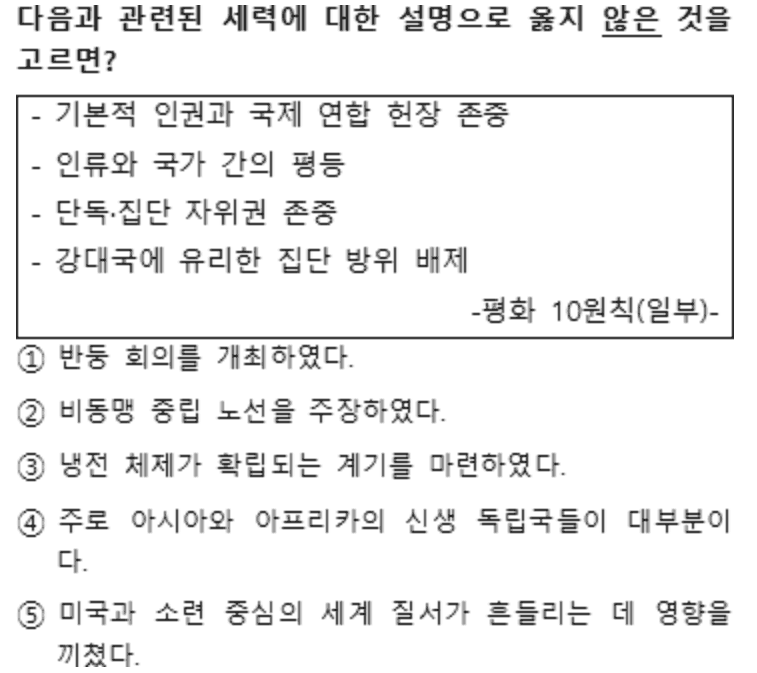 다음과 관련된 세력에 대한 설명으로 옳지 않은 것을
고르면?
- 기본적 인권과 국제 연합 헌장 존중
- 인류와 국가 간의 평등
- 단독·집단 자위권 존중
- 강대국에 유리한 집단 방위 배제
-평화 10원칙(일부)-
① 반둥 회의를 개최하였다.
② 비동맹 중립 노선을 주장하였다.
③ 냉전 체제가 확립되는 계기를 마련하였다.
④ 주로 아시아와 아프리카의 신생 독립국들이 대부분이
다.
⑤ 미국과 소련 중심의 세계 질서가 흔들리는 데 영향을
끼쳤다.